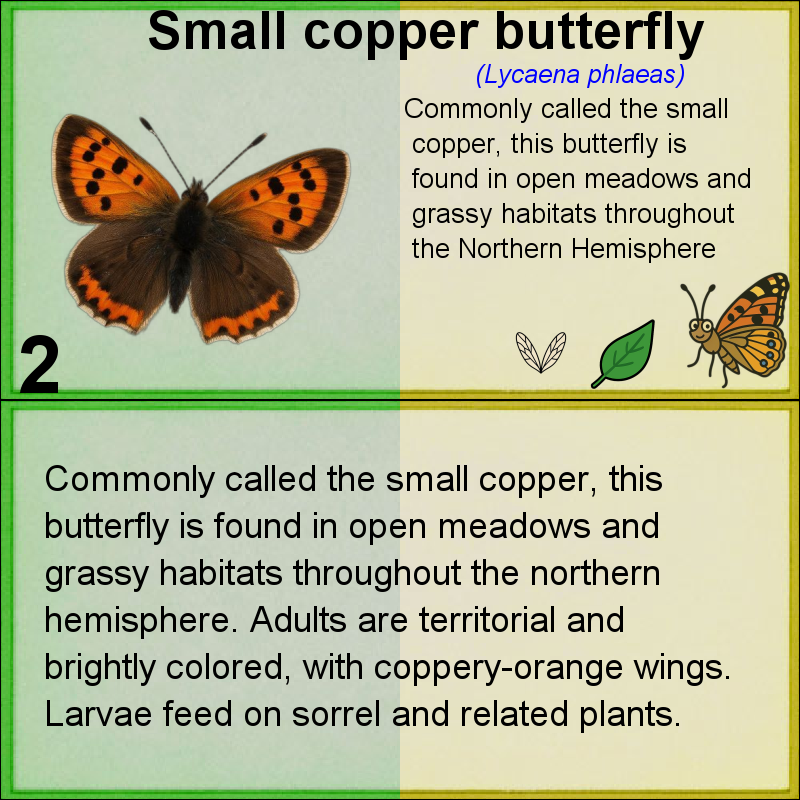 Small copper butterfly
(Lycaena phlaeas)
Commonly called the small
copper, this butterfly is
found in open meadows and
grassy habitats throughout
the Northern Hemisphere
2
Commonly called the small copper, this
butterfly is found in open meadows and
grassy habitats throughout the northern
hemisphere. Adults are territorial and
brightly colored, with coppery-orange wings.
Larvae feed on sorrel and related plants.